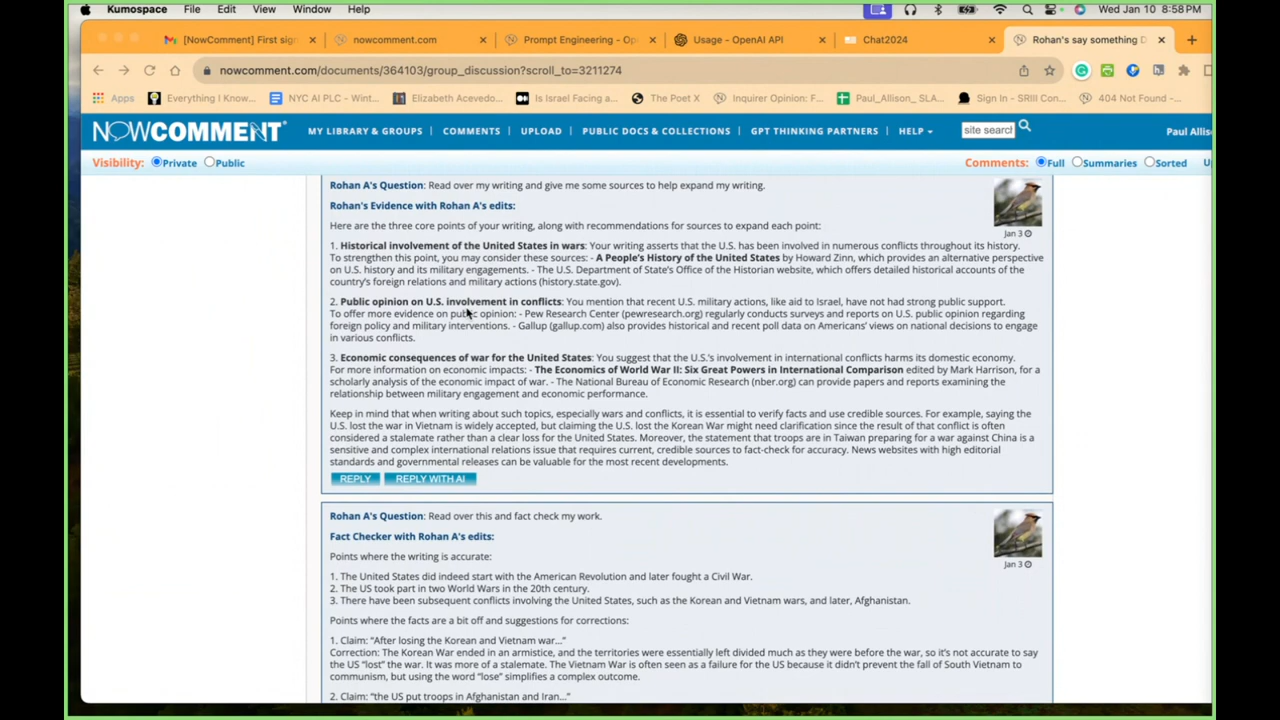 Kumospace File Edit View Window Help Wed Jan 10 8:58 PM
[NowComment] First sign nowcomment.com Prompt Engineering - Op Usage - OpenAI API Chat2024 Rohan's say something D
nowcomment.com/documents/364103/group_discussion?scroll_to=3211274
Apps Everything I Know... NYC AI PLC - Wint... Elizabeth Acevedo... Is Israel Facing a... The Poet X Inquirer Opinion: F... Paul_Allison_ SLA... Sign In - SRIII Con... 404 Not Found -...
NOWCOMMENT MY LIBRARY & GROUPS | COMMENTS | UPLOAD | PUBLIC DOCS & COLLECTIONS | GPT THINKING PARTNERS | HELP site search Paul Allis
Visibility: Private Public Comments: Full Summaries Sorted U
Rohan A's Question: Read over my writing and give me some sources to help expand my writing.
Rohan's Evidence with Rohan A's edits:
Jan 3
Here are the three core points of your writing, along with recommendations for sources to expand each point:
1. Historical involvement of the United States in wars: Your writing asserts that the U.S. has been involved in numerous conflicts throughout its history.
To strengthen this point, you may consider these sources: - A People's History of the United States by Howard Zinn, which provides an alternative perspective
on U.S. history and its military engagements. - The U.S. Department of State's Office of the Historian website, which offers detailed historical accounts of the
country's foreign relations and military actions (history.state.gov).
2. Public opinion on U.S. involvement in conflicts: You mention that recent U.S. military actions, like aid to Israel, have not had strong public support.
To offer more evidence on public opinion: - Pew Research Center (pewresearch.org) regularly conducts surveys and reports on U.S. public opinion regarding
foreign policy and military interventions. - Gallup (gallup.com) also provides historical and recent poll data on Americans' views on national decisions to engage
in various conflicts.
3. Economic consequences of war for the United States: You suggest that the U.S.'s involvement in international conflicts harms its domestic economy.
For more information on economic impacts: - The Economics of World War II: Six Great Powers in International Comparison edited by Mark Harrison, for a
scholarly analysis of the economic impact of war. - The National Bureau of Economic Research (nber.org) can provide papers and reports examining the
relationship between military engagement and economic performance.
Keep in mind that when writing about such topics, especially wars and conflicts, it is essential to verify facts and use credible sources. For example, saying the
U.S. lost the war in Vietnam is widely accepted, but claiming the U.S. lost the Korean War might need clarification since the result of that conflict is often
considered a stalemate rather than a clear loss for the United States. Moreover, the statement that troops are in Taiwan preparing for a war against China is a
sensitive and complex international relations issue that requires current, credible sources to fact-check for accuracy. News websites with high editorial
standards and governmental releases can be valuable for the most recent developments.
REPLY REPLY WITH AI
Rohan A's Question: Read over this and fact check my work.
Fact Checker with Rohan A's edits:
Jan 3
Points where the writing is accurate:
1. The United States did indeed start with the American Revolution and later fought a Civil War.
2. The US took part in two World Wars in the 20th century.
3. There have been subsequent conflicts involving the United States, such as the Korean and Vietnam wars, and later, Afghanistan.
Points where the facts are a bit off and suggestions for corrections:
1. Claim: "After losing the Korean and Vietnam war..."
Correction: The Korean War ended in an armistice, and the territories were essentially left divided much as they were before the war, so it's not accurate to say
the US "lost" the war. It was more of a stalemate. The Vietnam War is often seen as a failure for the US because it didn't prevent the fall of South Vietnam to
communism, but using the word "lose" simplifies a complex outcome.
2. Claim: "the US put troops in Afghanistan and Iran..."